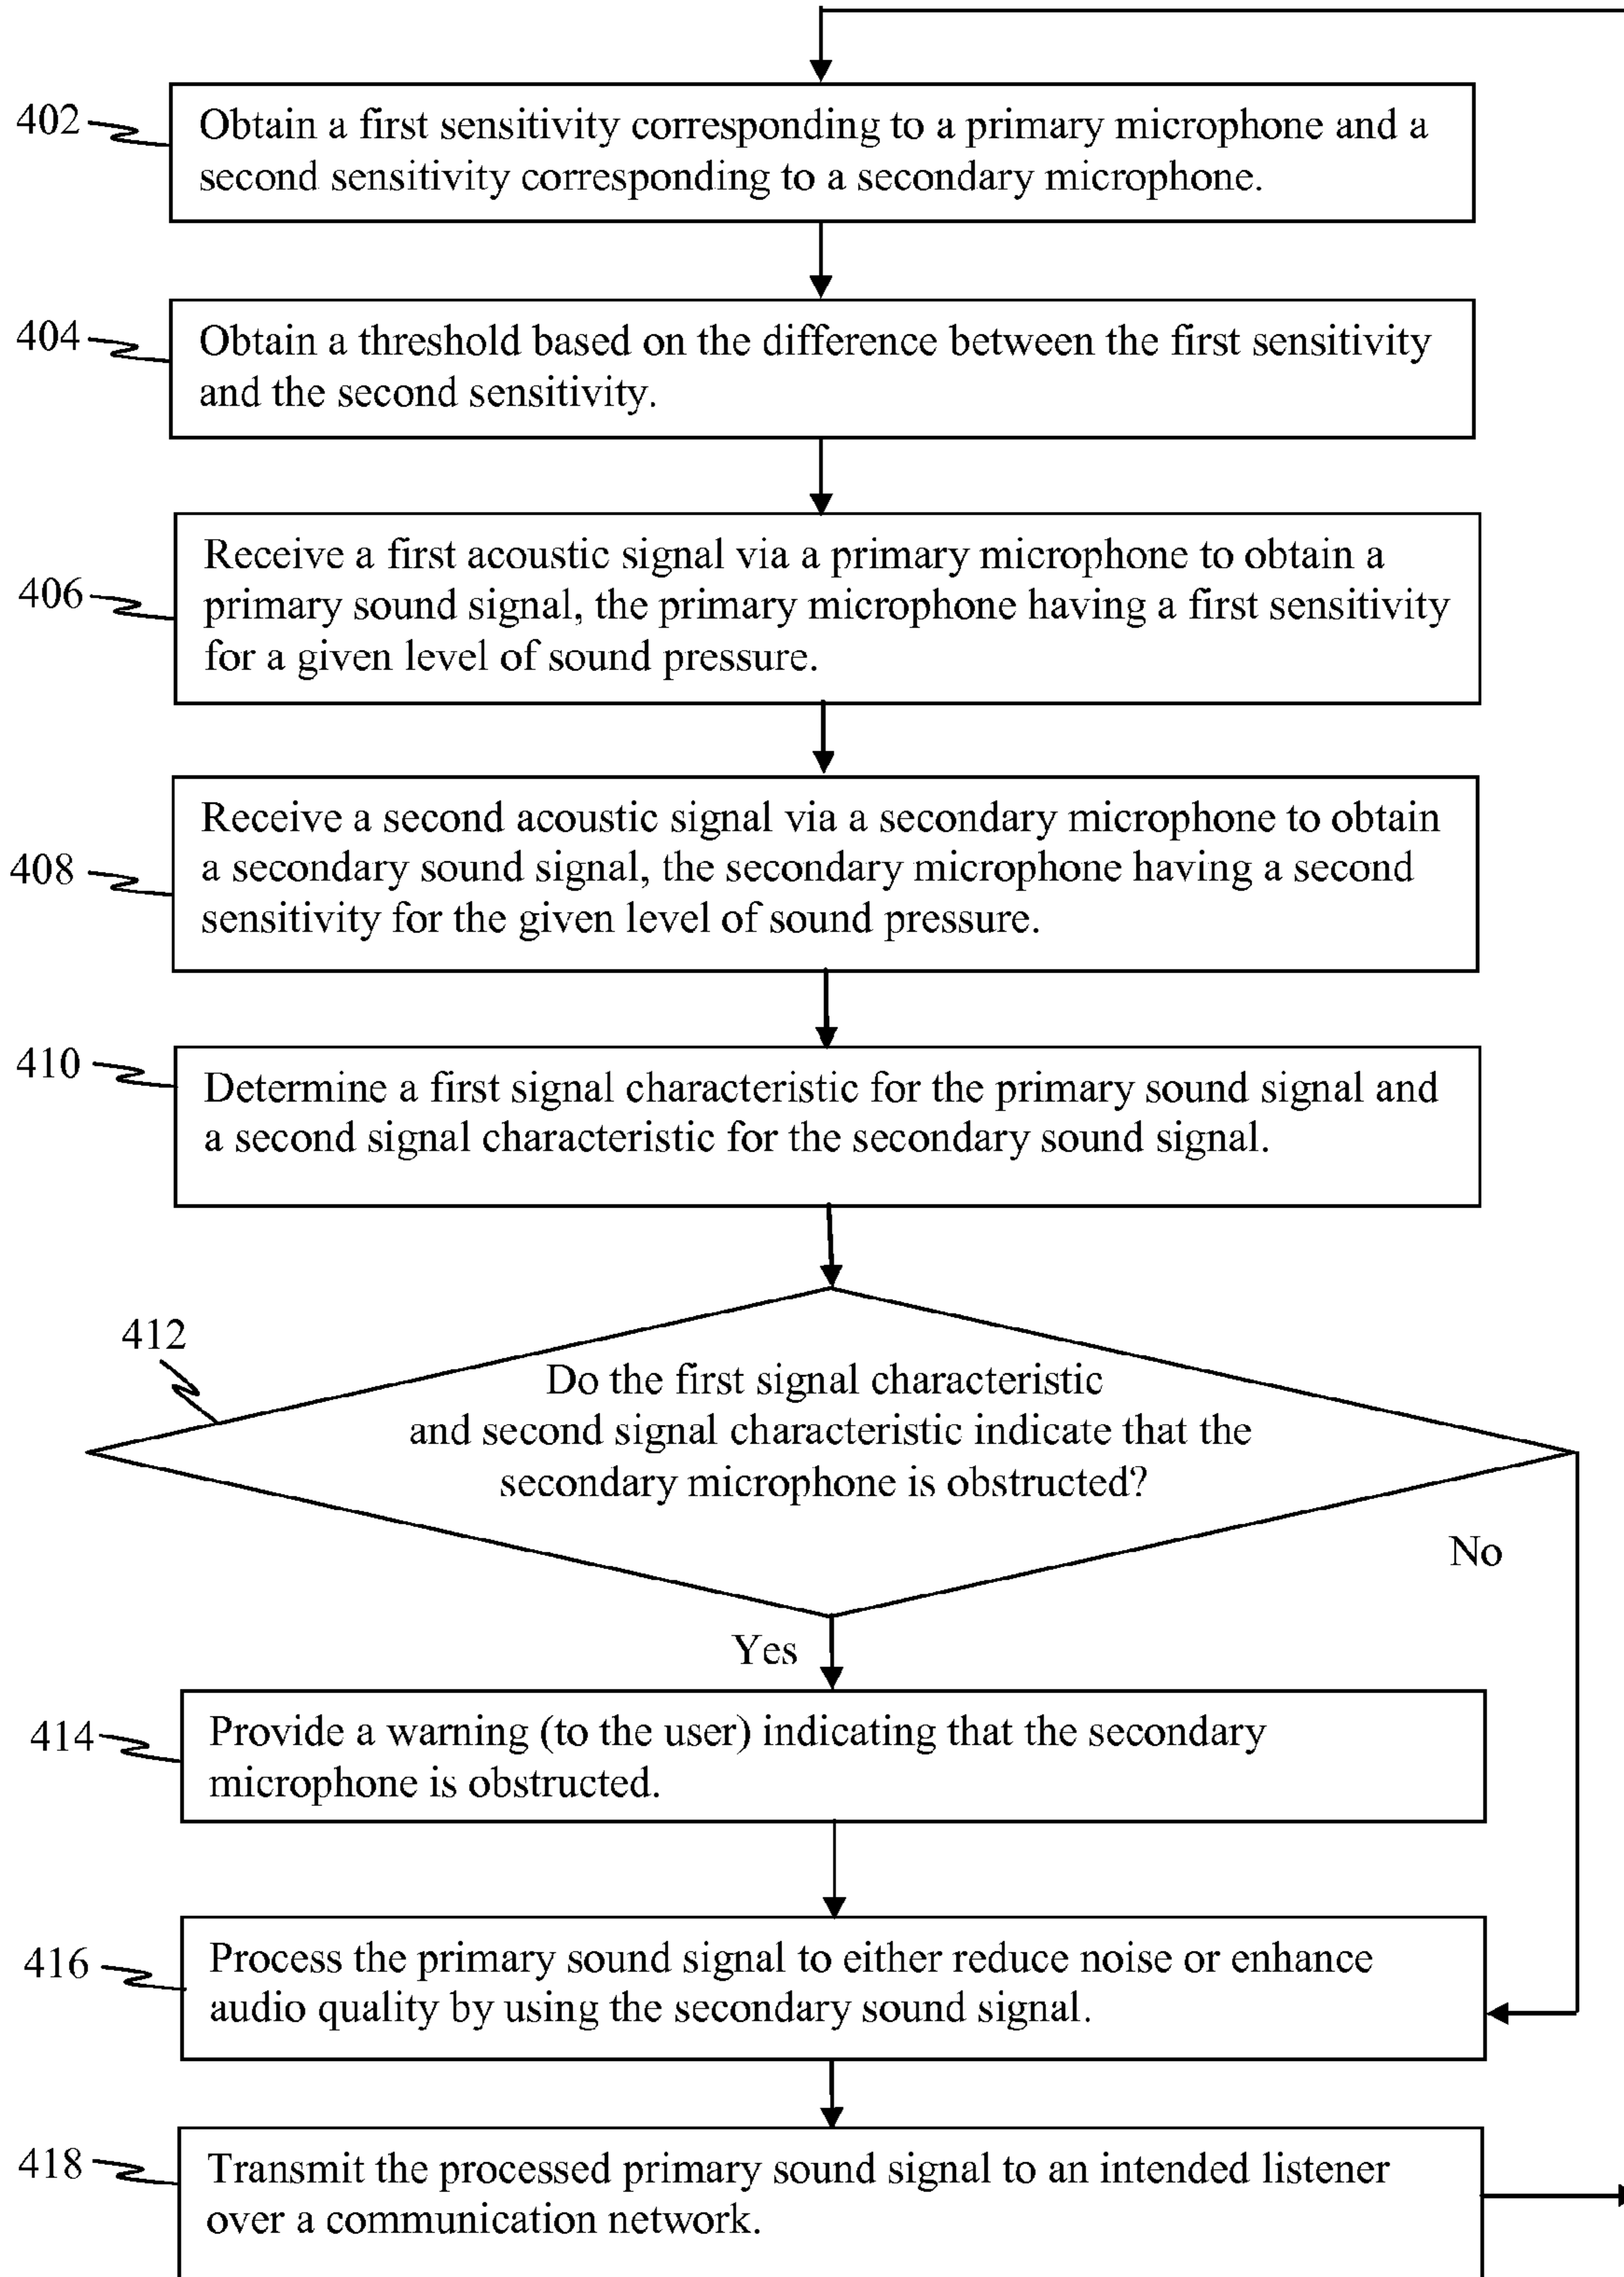 402
Obtain a first sensitivity corresponding to a primary microphone and a
second sensitivity corresponding to a secondary microphone.
404
Obtain a threshold based on the difference between the first sensitivity
and the second sensitivity.
406
Receive a first acoustic signal via a primary microphone to obtain a
primary sound signal, the primary microphone having a first sensitivity
for a given level of sound pressure.
408
Receive a second acoustic signal via a secondary microphone to obtain
a secondary sound signal, the secondary microphone having a second
sensitivity for the given level of sound pressure.
410
Determine a first signal characteristic for the primary sound signal and
a second signal characteristic for the secondary sound signal.
412
Do the first signal characteristic
and second signal characteristic indicate that the
secondary microphone is obstructed?
No
Yes
414
Provide a warning (to the user) indicating that the secondary
microphone is obstructed.
416
Process the primary sound signal to either reduce noise or enhance
audio quality by using the secondary sound signal.
418
Transmit the processed primary sound signal to an intended listener
over a communication network.